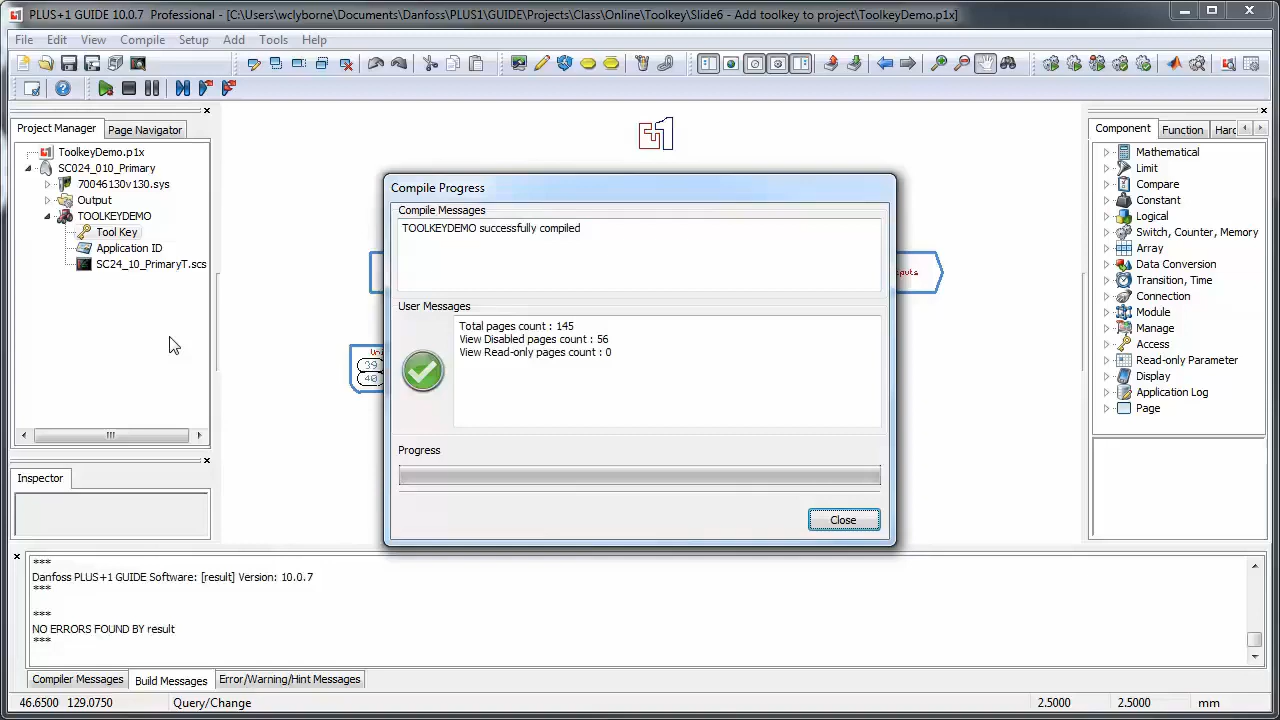 PLUS+1 GUIDE 10.0.7 Professional - [C:\Users\wclyborne\Documents\Danfoss\PLUS1\GUIDE\Projects\Class\Online\Toolkey\Slide6 - Add toolkey to project\ToolkeyDemo.p1x]
File Edit View Compile Setup Add Tools Help
Project Manager Page Navigator
ToolkeyDemo.p1x
SC024_010_Primary
70046130v130.sys
Output
TOOLKEYDEMO
Tool Key
Application ID
SC24_10_PrimaryT.scs
Inspector
Compile Progress
Compile Messages
TOOLKEYDEMO successfully compiled
User Messages
Total pages count : 145
View Disabled pages count : 56
View Read-only pages count : 0
Progress
Close
39
40
Component Function
Mathematical
Limit
Compare
Constant
Logical
Switch, Counter, Memory
Array
Data Conversion
Transition, Time
Connection
Module
Manage
Access
Read-only Parameter
Display
Application Log
Page
***
Danfoss PLUS+1 GUIDE Software: [result] Version: 10.0.7
***
***
NO ERRORS FOUND BY result
***
Compiler Messages Build Messages Error/Warning/Hint Messages
46.6500 129.0750 Query/Change 2.5000 2.5000 mm